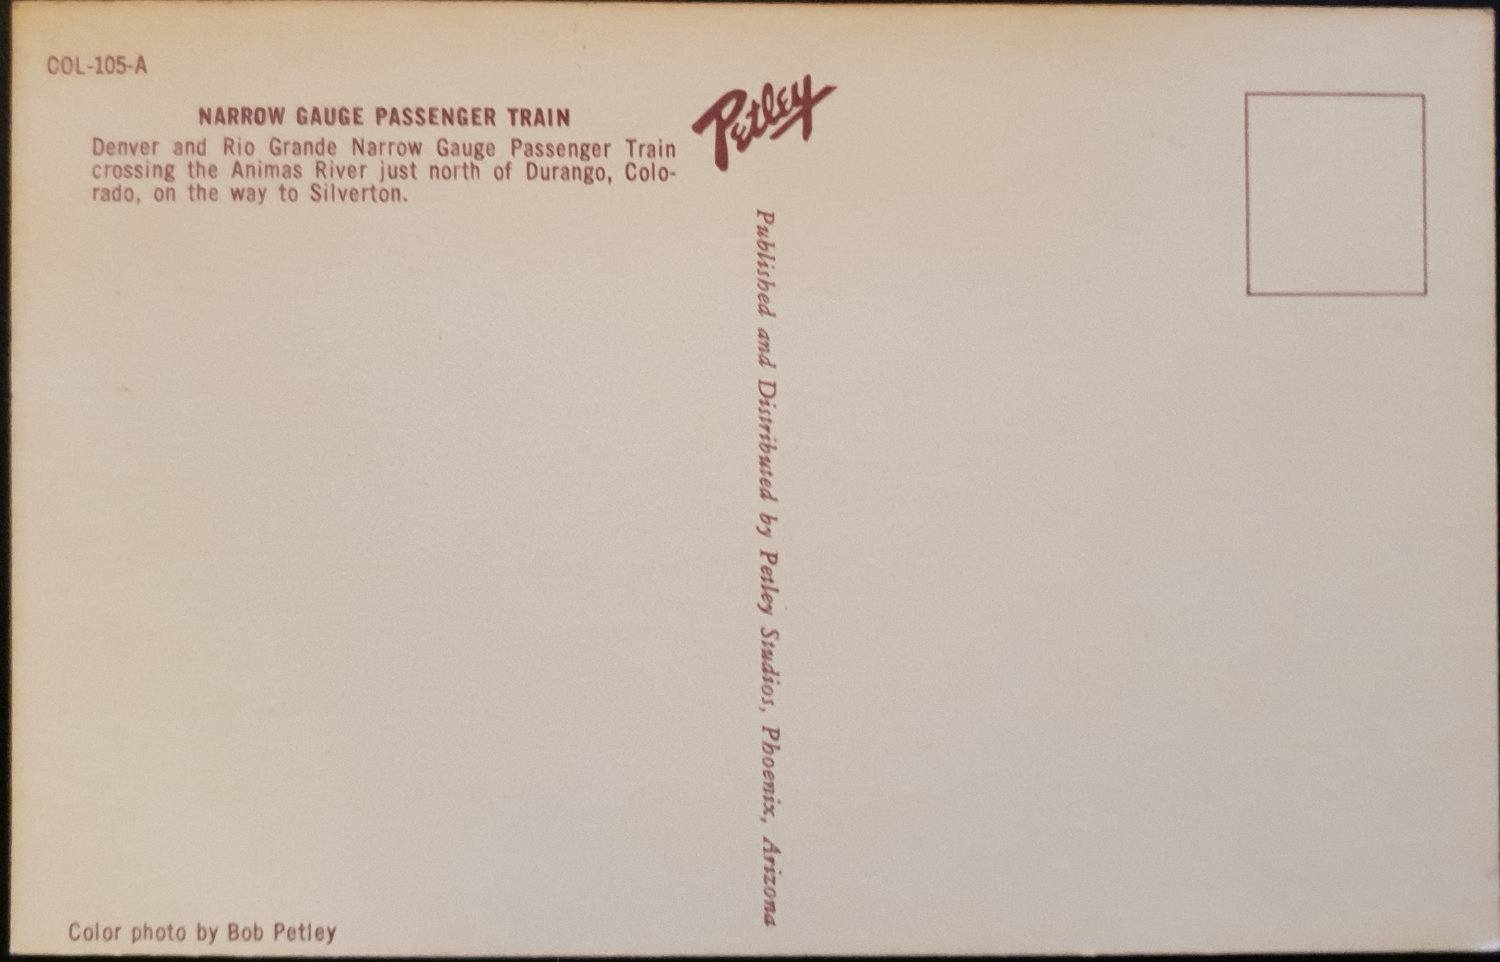 COL-105-A
NARROW GAUGE PASSENGER TRAIN
Denver and Rio Grande Narrow Gauge Passenger Train
crossing the Animas River just north of Durango, Colo-
rado, on the way to Silverton.
Petley
Published and Distributed by Petley Studios, Phoenix, Arizona
Color photo by Bob Petley